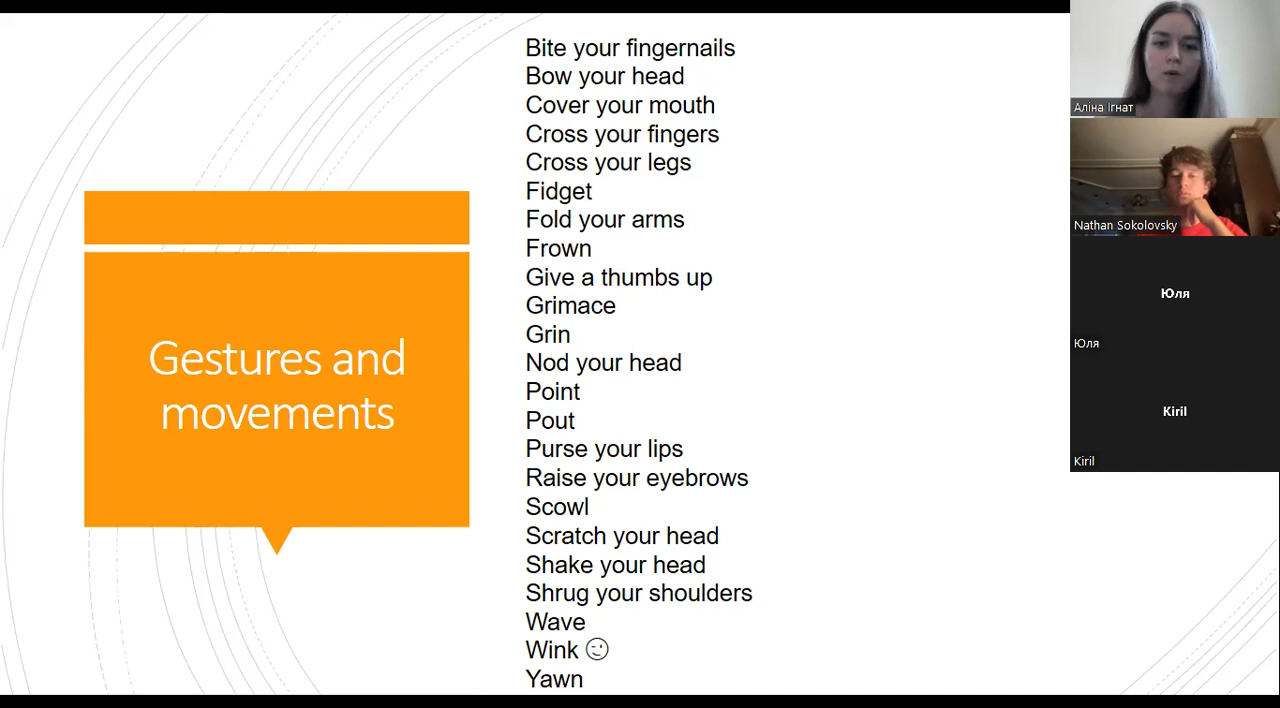 Gestures and
movements
Bite your fingernails
Bow your head
Cover your mouth
Cross your fingers
Cross your legs
Fidget
Fold your arms
Frown
Give a thumbs up
Grimace
Grin
Nod your head
Point
Pout
Purse your lips
Raise your eyebrows
Scowl
Scratch your head
Shake your head
Shrug your shoulders
Wave
Wink 😉
Yawn
Аліна Ігнат
Nathan Sokolovsky
Юля
Юля
Kiril
Kiril